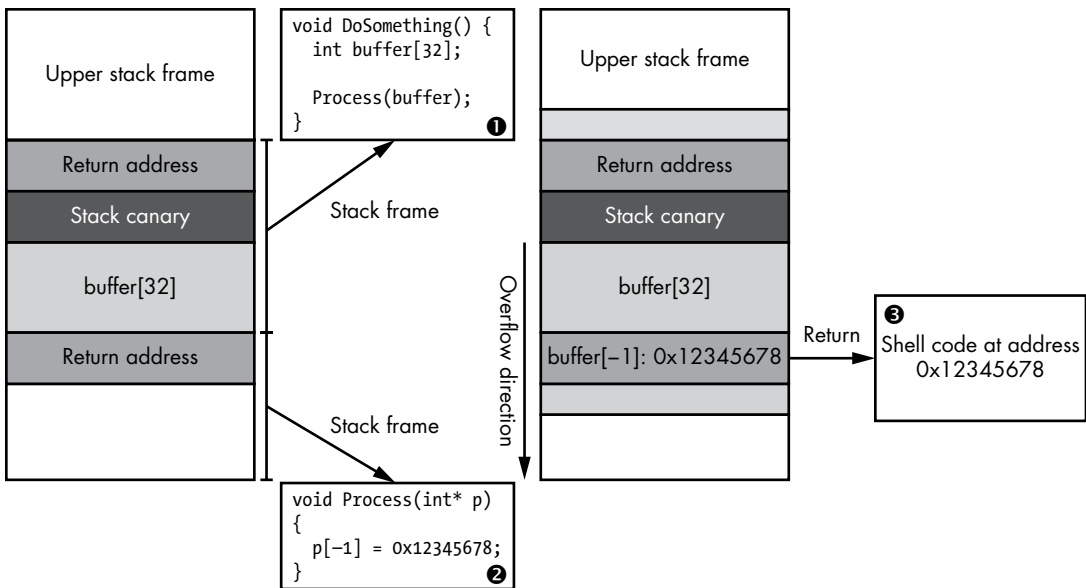 Upper stack frame
Return address
Stack canary
buffer[32]
Return address
void DoSomething() {
int buffer[32];
Process(buffer);
}
❶
Stack frame
Stack frame
void Process(int* p)
{
p[–1] = 0x12345678;
}
❷
Overflow direction
Upper stack frame
Return address
Stack canary
buffer[32]
buffer[–1]: 0x12345678
Return
❸
Shell code at address
0x12345678